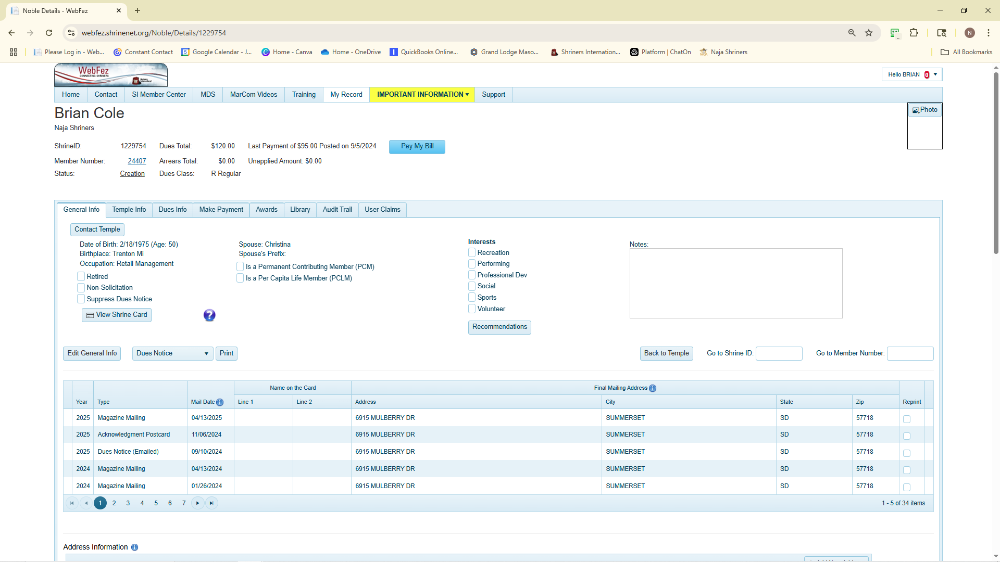 Noble Details - WebFez
webfez.shrinenet.org/Noble/Details/1229754
N
Please Log in - Web...
Constant Contact
Google Calendar - J...
Home - Canva
Home - OneDrive
QuickBooks Online...
Grand Lodge Maso...
Shriners Internation...
Platform | ChatOn
Naja Shriners
All Bookmarks
WebFez
CONNECTING SHRINERS
Hello BRIAN 0
Home
Contact
SI Member Center
MDS
MarCom Videos
Training
My Record
IMPORTANT INFORMATION
Support
Brian Cole
Photo
Naja Shriners
ShrineID: 1229754 Dues Total: $120.00 Last Payment of $95.00 Posted on 9/5/2024 Pay My Bill
Member Number: 24407 Arrears Total: $0.00 Unapplied Amount: $0.00
Status: Creation Dues Class: R Regular
General Info
Temple Info
Dues Info
Make Payment
Awards
Library
Audit Trail
User Claims
Contact Temple
Date of Birth: 2/18/1975 (Age: 50)
Birthplace: Trenton Mi
Occupation: Retail Management
Retired
Non-Solicitation
Suppress Dues Notice
View Shrine Card
?
Spouse: Christina
Spouse's Prefix:
Is a Permanent Contributing Member (PCM)
Is a Per Capita Life Member (PCLM)
Interests
Recreation
Performing
Professional Dev
Social
Sports
Volunteer
Recommendations
Notes:
Edit General Info
Dues Notice
Print
Back to Temple
Go to Shrine ID:
Go to Member Number:
Name on the Card Final Mailing Address
Year Type Mail Date Line 1 Line 2 Address City State Zip Reprint
2025 Magazine Mailing 04/13/2025 6915 MULBERRY DR SUMMERSET SD 57718
2025 Acknowledgment Postcard 11/06/2024 6915 MULBERRY DR SUMMERSET SD 57718
2025 Dues Notice (Emailed) 09/10/2024 6915 MULBERRY DR SUMMERSET SD 57718
2024 Magazine Mailing 04/13/2024 6915 MULBERRY DR SUMMERSET SD 57718
2024 Magazine Mailing 01/26/2024 6915 MULBERRY DR SUMMERSET SD 57718
1 2 3 4 5 6 7
1 - 5 of 34 items
Address Information